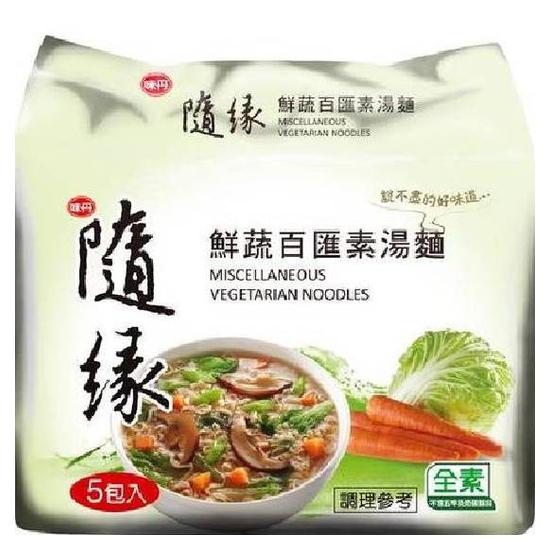 味丹
隨緣
鮮蔬百匯素湯麵
MISCELLANEOUS
VEGETARIAN NOODLES
說不盡的好味道...
味丹
隨緣
鮮蔬百匯素湯麵
MISCELLANEOUS
VEGETARIAN NOODLES
5包入
調理參考
全素